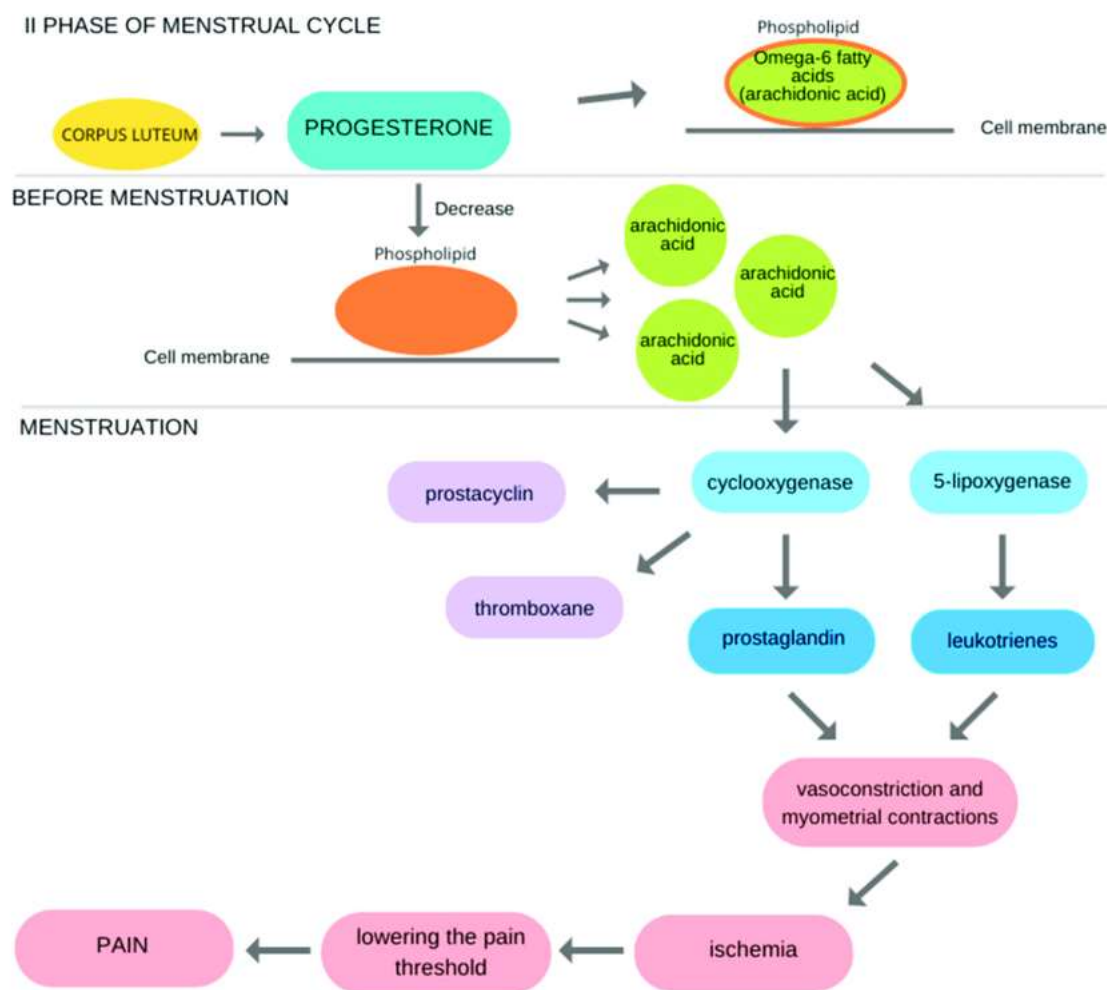 II PHASE OF MENSTRUAL CYCLE
Phospholipid
Omega-6 fatty
acids
(arachidonic acid)
CORPUS LUTEUM
PROGESTERONE
Cell membrane
BEFORE MENSTRUATION
Decrease
Phospholipid
arachidonic
acid
arachidonic
acid
arachidonic
acid
Cell membrane
MENSTRUATION
prostacyclin
cyclooxygenase
5-lipoxygenase
thromboxane
prostaglandin
leukotrienes
vasoconstriction and
myometrial contractions
PAIN
lowering the pain
threshold
ischemia